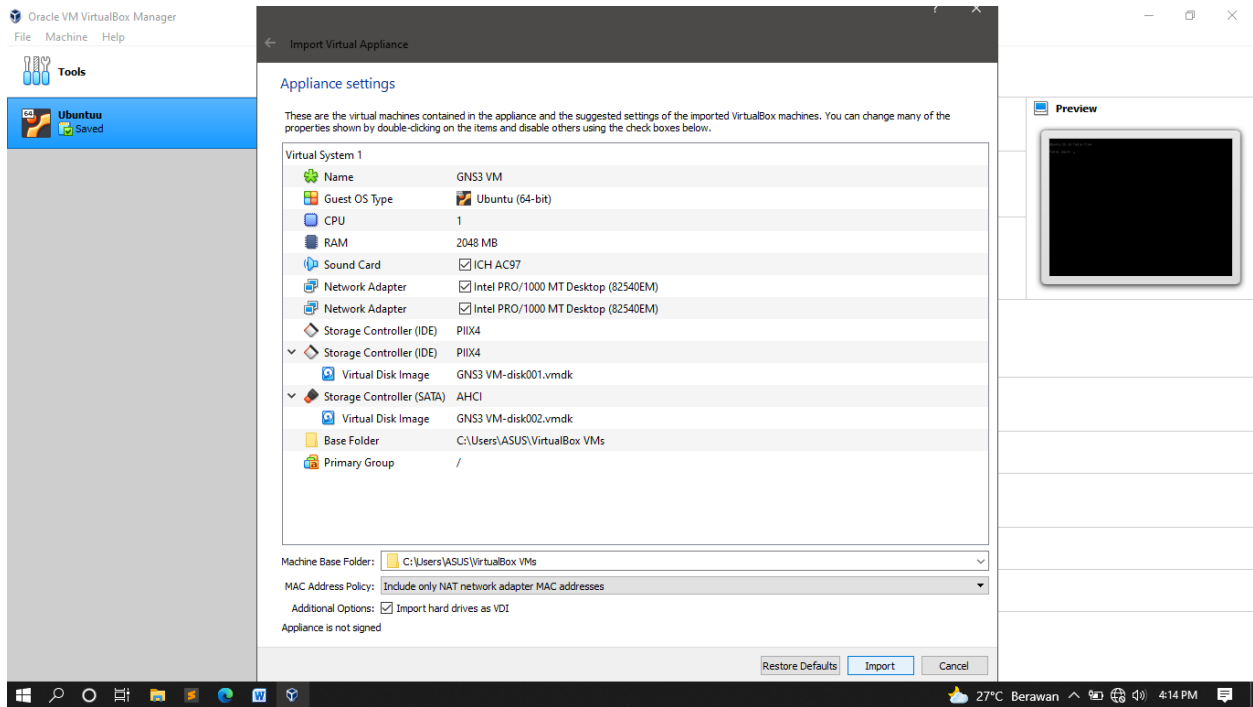 Oracle VM VirtualBox Manager
File Machine Help
Tools
64
Ubuntuu
Saved
?
Import Virtual Appliance
Appliance settings
These are the virtual machines contained in the appliance and the suggested settings of the imported VirtualBox machines. You can change many of the
properties shown by double-clicking on the items and disable others using the check boxes below.
Virtual System 1
Name GNS3 VM
Guest OS Type Ubuntu (64-bit)
CPU 1
RAM 2048 MB
Sound Card ICH AC97
Network Adapter Intel PRO/1000 MT Desktop (82540EM)
Network Adapter Intel PRO/1000 MT Desktop (82540EM)
Storage Controller (IDE) PIIX4
Storage Controller (IDE) PIIX4
Virtual Disk Image GNS3 VM-disk001.vmdk
Storage Controller (SATA) AHCI
Virtual Disk Image GNS3 VM-disk002.vmdk
Base Folder C:\Users\ASUS\VirtualBox VMs
Primary Group /
Machine Base Folder: C:\Users\ASUS\VirtualBox VMs
MAC Address Policy: Include only NAT network adapter MAC addresses
Additional Options: Import hard drives as VDI
Appliance is not signed
Restore Defaults Import Cancel
Preview
27°C Berawan 4:14 PM